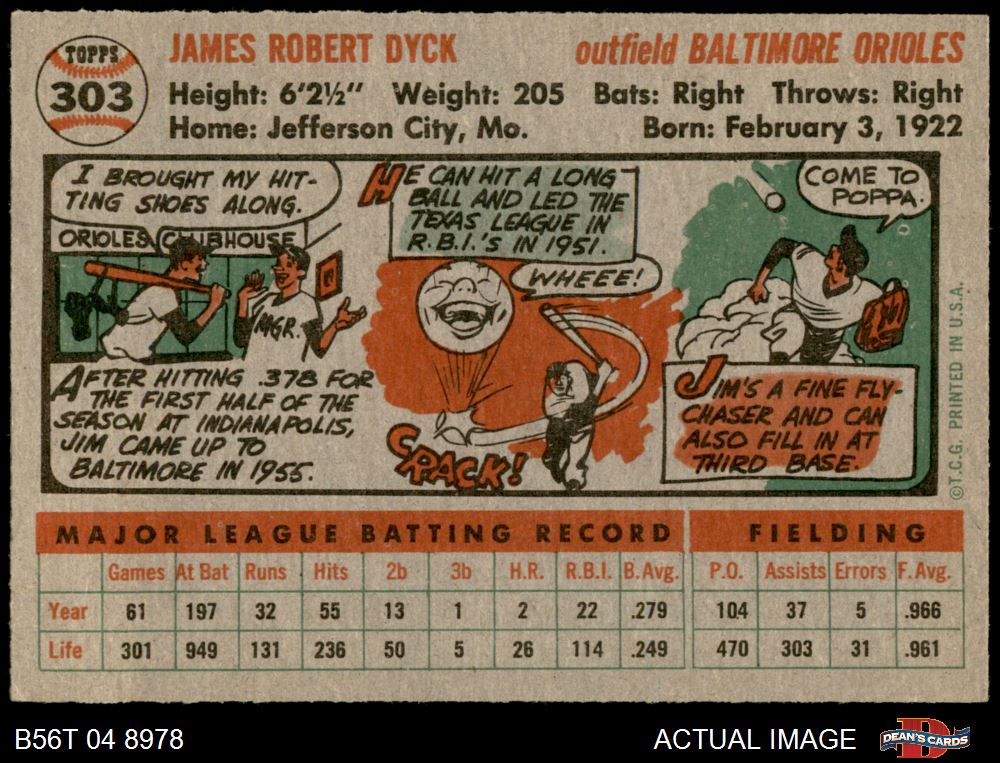 TOPPS
303
JAMES ROBERT DYCK
outfield BALTIMORE ORIOLES
Height: 6'2½" Weight: 205 Bats: Right Throws: Right
Home: Jefferson City, Mo. Born: February 3, 1922
I BROUGHT MY HIT-
TING SHOES ALONG.
ORIOLES CLUBHOUSE
MGR.
AFTER HITTING .378 FOR
THE FIRST HALF OF THE
SEASON AT INDIANAPOLIS,
JIM CAME UP TO
BALTIMORE IN 1955.
HE CAN HIT A LONG
BALL AND LED THE
TEXAS LEAGUE IN
R.B.I.'S IN 1951.
WHEEE!
CRACK!
COME TO
POPPA.
JIM'S A FINE FLY-
CHASER AND CAN
ALSO FILL IN AT
THIRD BASE.
©T.C.G. PRINTED IN U.S.A.
MAJOR LEAGUE BATTING RECORD FIELDING
Games At Bat Runs Hits 2b 3b H.R. R.B.I. B.Avg. P.O. Assists Errors F.Avg.
Year 61 197 32 55 13 1 2 22 .279 104 37 5 .966
Life 301 949 131 236 50 5 26 114 .249 470 303 31 .961
B56T 04 8978
ACTUAL IMAGE
DEAN'S CARDS